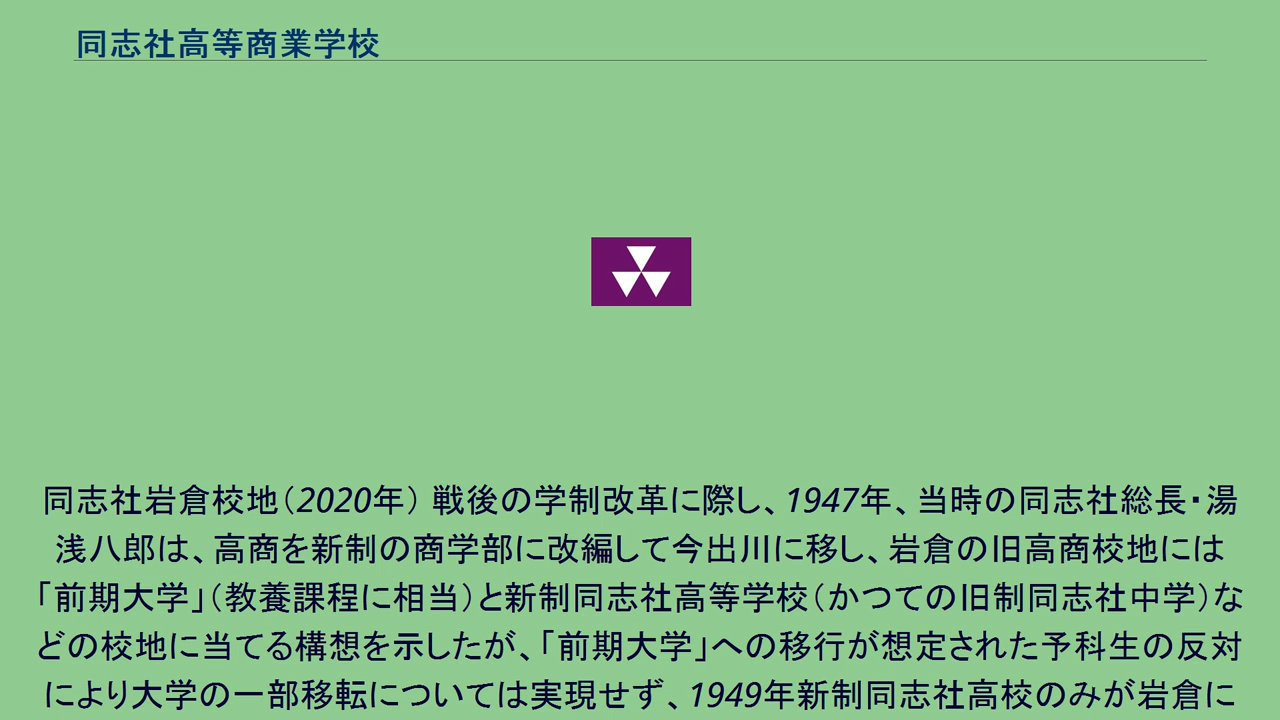 同志社高等商業学校
同志社岩倉校地（2020年） 戦後の学制改革に際し、1947年、当時の同志社総長・湯
浅八郎は、高商を新制の商学部に改編して今出川に移し、岩倉の旧高商校地には
「前期大学」（教養課程に相当）と新制同志社高等学校（かつての旧制同志社中学）な
どの校地に当てる構想を示したが、「前期大学」への移行が想定された予科生の反対
により大学の一部移転については実現せず、1949年新制同志社高校のみが岩倉に